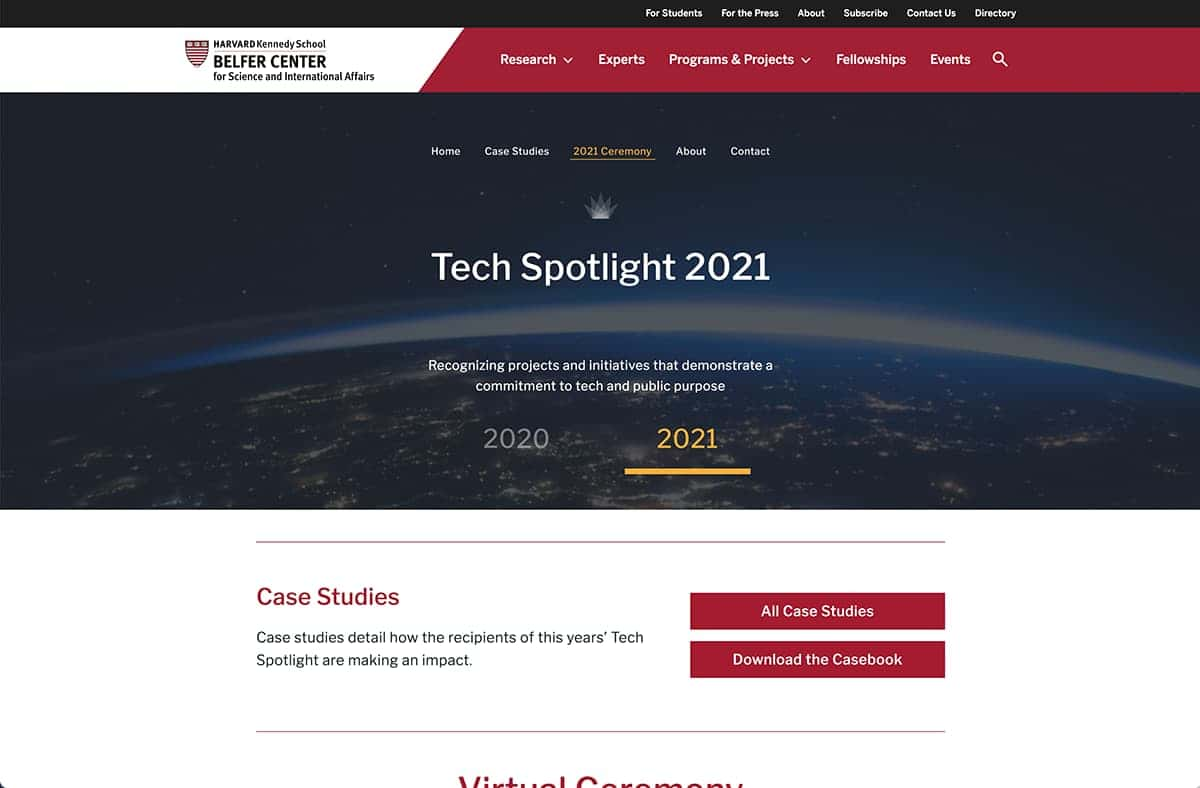 For Students For the Press About Subscribe Contact Us Directory
HARVARD Kennedy School
BELFER CENTER
for Science and International Affairs
Research Experts Programs & Projects Fellowships Events
Home Case Studies 2021 Ceremony About Contact
Tech Spotlight 2021
Recognizing projects and initiatives that demonstrate a
commitment to tech and public purpose
2020 2021
Case Studies
Case studies detail how the recipients of this years’ Tech
Spotlight are making an impact.
All Case Studies
Download the Casebook
Virtual Ceremony